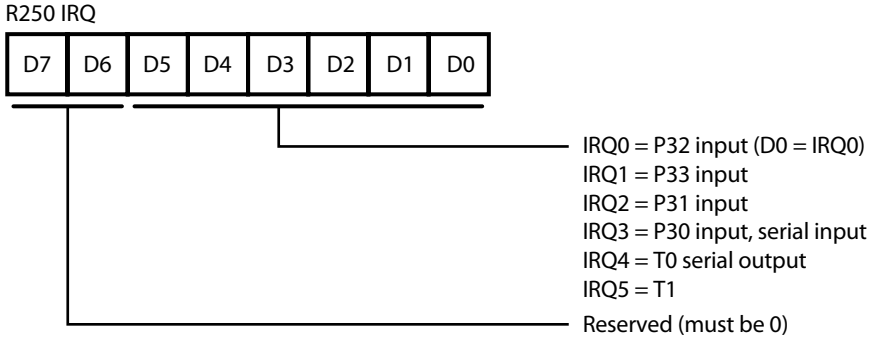 R250 IRQ
D7 D6 D5 D4 D3 D2 D1 D0
IRQ0 = P32 input (D0 = IRQ0)
IRQ1 = P33 input
IRQ2 = P31 input
IRQ3 = P30 input, serial input
IRQ4 = T0 serial output
IRQ5 = T1
Reserved (must be 0)